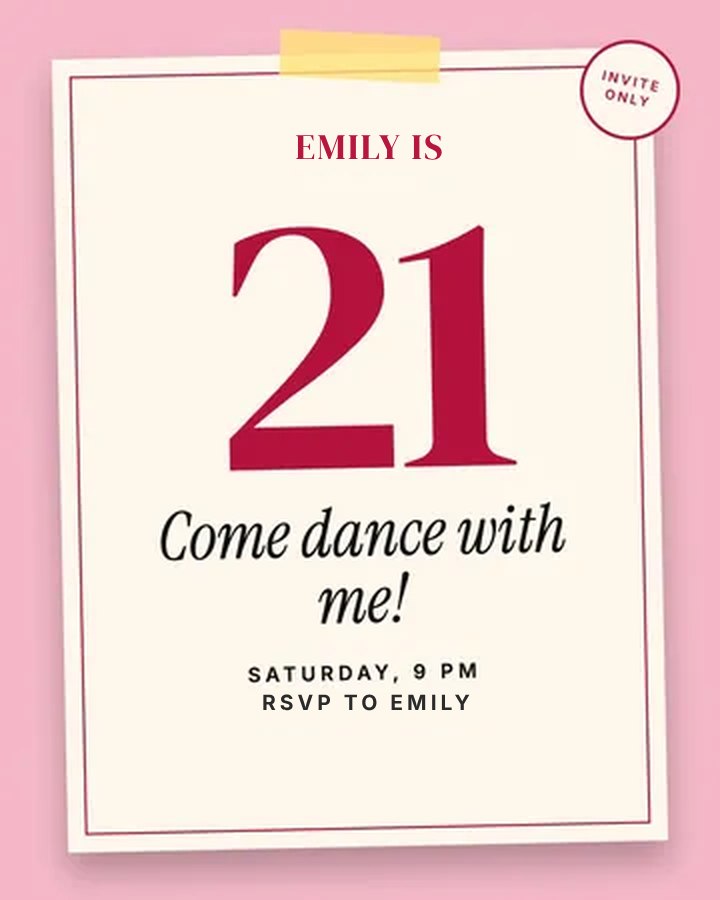 INVITE
ONLY
EMILY IS
21
Come dance with
me!
SATURDAY, 9 PM
RSVP TO EMILY